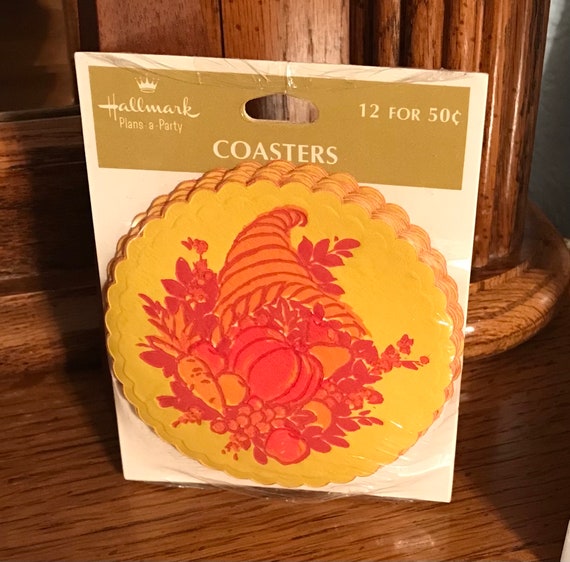 Hallmark
Plans-a-Party
12 FOR 50¢
COASTERS